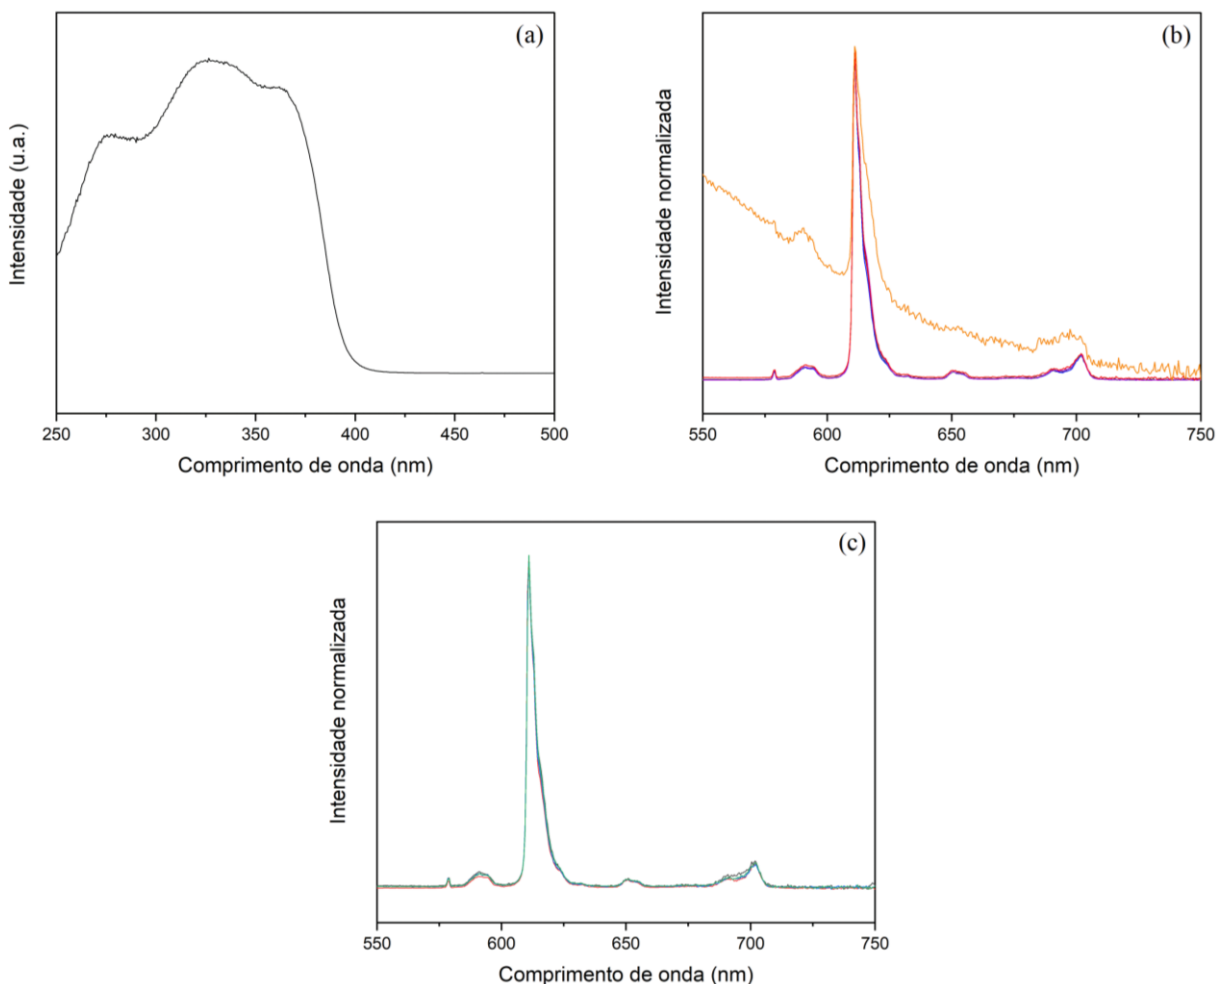 (a)
Intensidade (u.a.)
250 300 350 400 450 500
Comprimento de onda (nm)
(b)
Intensidade normalizada
550 600 650 700 750
Comprimento de onda (nm)
(c)
Intensidade normalizada
550 600 650 700 750
Comprimento de onda (nm)